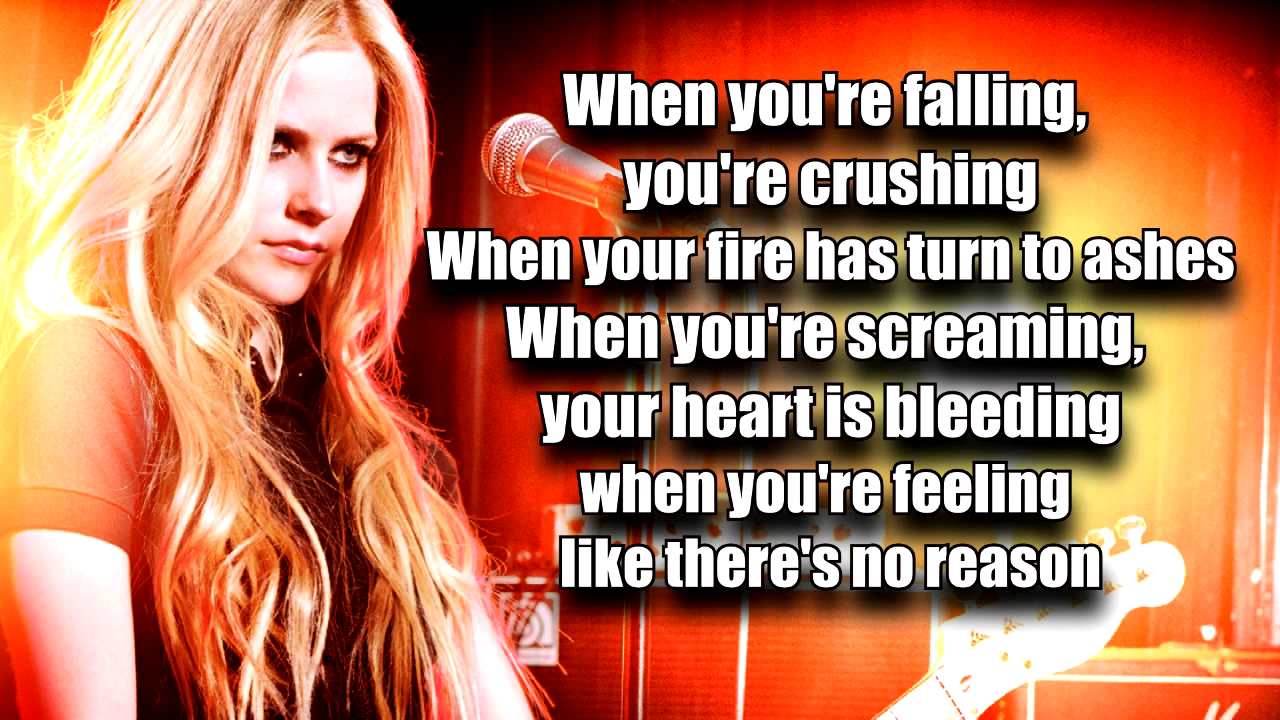 When you're falling,
you're crushing
When your fire has turn to ashes
When you're screaming,
your heart is bleeding
when you're feeling
like there's no reason